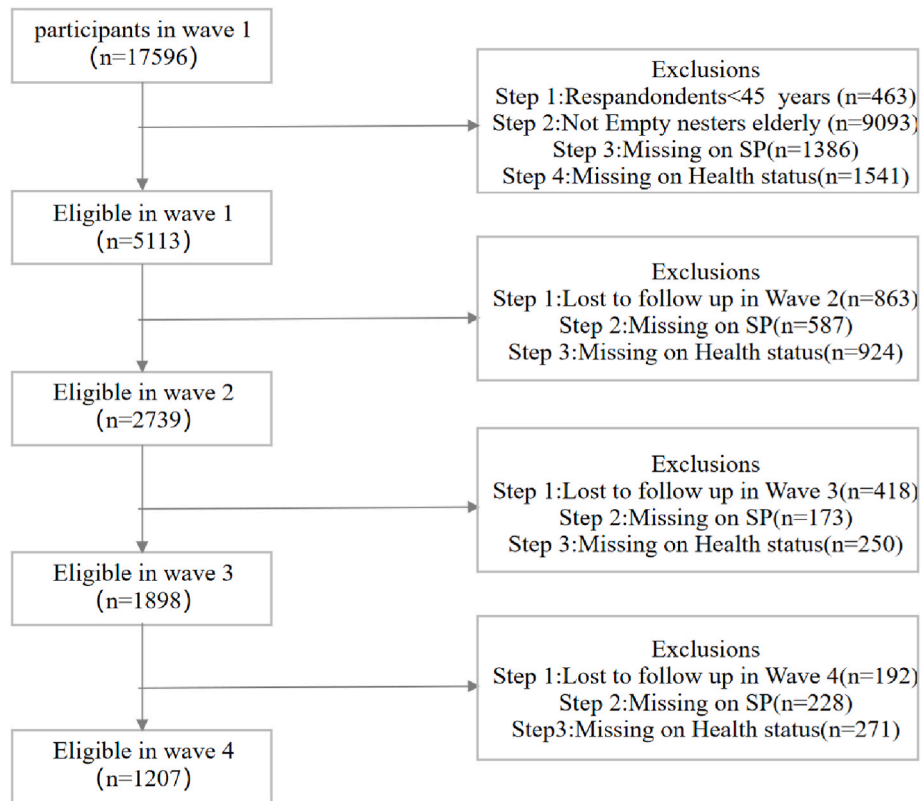 participants in wave 1
(n=17596)
Exclusions
Step 1:Respandondents<45 years (n=463)
Step 2:Not Empty nesters elderly (n=9093)
Step 3:Missing on SP(n=1386)
Step 4:Missing on Health status(n=1541)
Eligible in wave 1
(n=5113)
Exclusions
Step 1:Lost to follow up in Wave 2(n=863)
Step 2:Missing on SP(n=587)
Step 3:Missing on Health status(n=924)
Eligible in wave 2
(n=2739)
Exclusions
Step 1:Lost to follow up in Wave 3(n=418)
Step 2:Missing on SP(n=173)
Step 3:Missing on Health status(n=250)
Eligible in wave 3
(n=1898)
Exclusions
Step 1:Lost to follow up in Wave 4(n=192)
Step 2:Missing on SP(n=228)
Step3:Missing on Health status(n=271)
Eligible in wave 4
(n=1207)